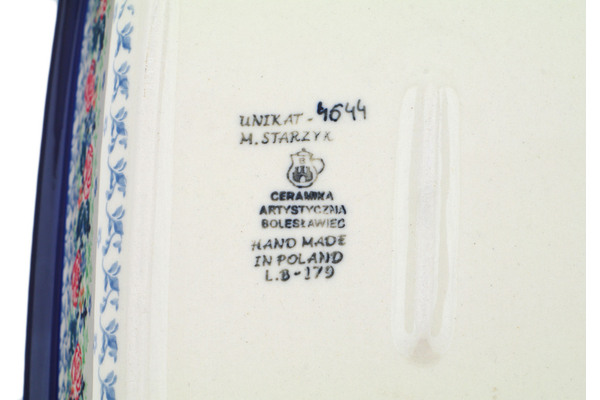 UNIKAT - 4644
M. STARZYK
CERAMIKA
ARTYSTYCZNA
BOLESŁAWIEC
HAND MADE
IN POLAND
L.B-179